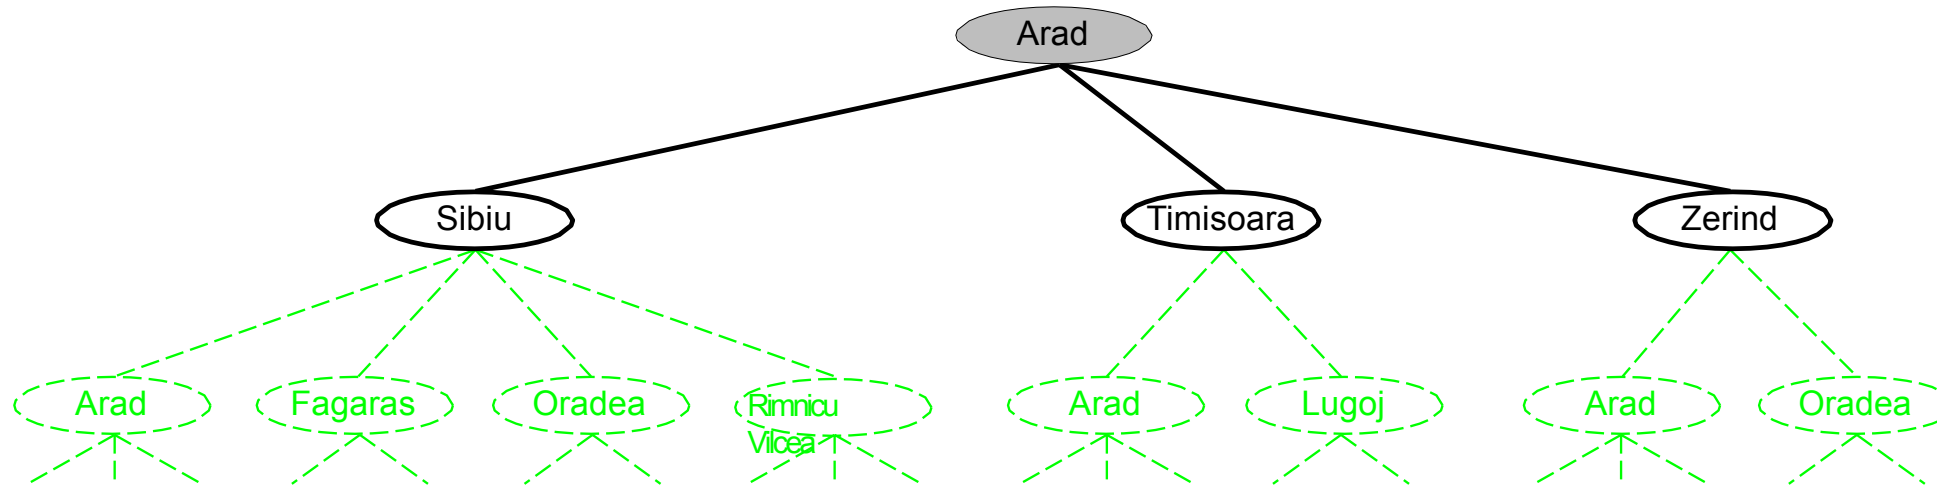 Arad
Sibiu
Timisoara
Zerind
Arad
Fagaras
Oradea
Rimnicu
Vilcea
Arad
Lugoj
Arad
Oradea